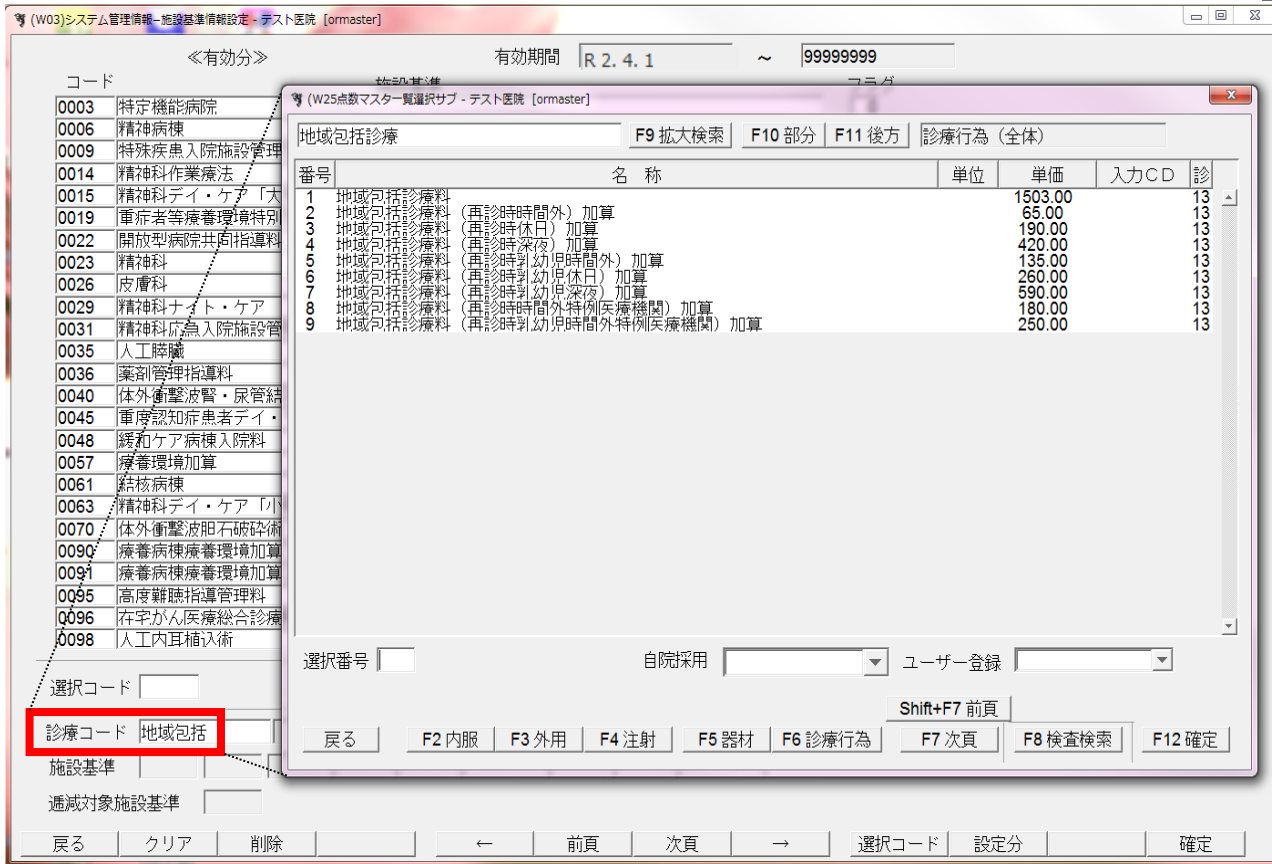 (W03)システム管理情報–施設基準情報設定 - テスト医院 [ormaster]
≪有効分≫
有効期間 R 2. 4. 1 ~ 99999999
コード
0003 特定機能病院
0006 精神病棟
0009 特殊疾患入院施設管理
0014 精神科作業療法
0015 精神科デイ・ケア「大
0019 重症者等療養環境特別
0022 開放型病院共同指導料
0023 精神科
0026 皮膚科
0029 精神科ナイト・ケア
0031 精神科応急入院施設管
0035 人工膵臓
0036 薬剤管理指導料
0040 体外衝撃波腎・尿管結
0045 重度認知症患者デイ・
0048 緩和ケア病棟入院料
0057 療養環境加算
0061 結核病棟
0063 精神科デイ・ケア「小
0070 体外衝撃波胆石破砕術
0090 療養病棟療養環境加算
0091 療養病棟療養環境加算
0095 高度難聴指導管理料
0096 在宅がん医療総合診療
0098 人工内耳植込術
選択コード
診療コード 地域包括
施設基準
逓減対象施設基準
戻る クリア 削除 ← 前頁 次頁 → 選択コード 設定分 確定
(W25点数マスター覧選択サブ - テスト医院 [ormaster]
地域包括診療 F9 拡大検索 F10 部分 F11 後方 診療行為（全体）
番号 名 称 単位 単価 入力CD 診
1 地域包括診療料 1503.00 13
2 地域包括診療料（再診時時間外）加算 65.00 13
3 地域包括診療料（再診時休日）加算 190.00 13
4 地域包括診療料（再診時深夜）加算 420.00 13
5 地域包括診療料（再診時乳幼児時間外）加算 135.00 13
6 地域包括診療料（再診時乳幼児休日）加算 260.00 13
7 地域包括診療料（再診時乳幼児深夜）加算 590.00 13
8 地域包括診療料（再診時時間外特例医療機関）加算 180.00 13
9 地域包括診療料（再診時乳幼児時間外特例医療機関）加算 250.00 13
選択番号 自院採用 ユーザー登録
Shift+F7 前頁
戻る F2 内服 F3 外用 F4 注射 F5 器材 F6 診療行為 F7 次頁 F8 検査検索 F12 確定